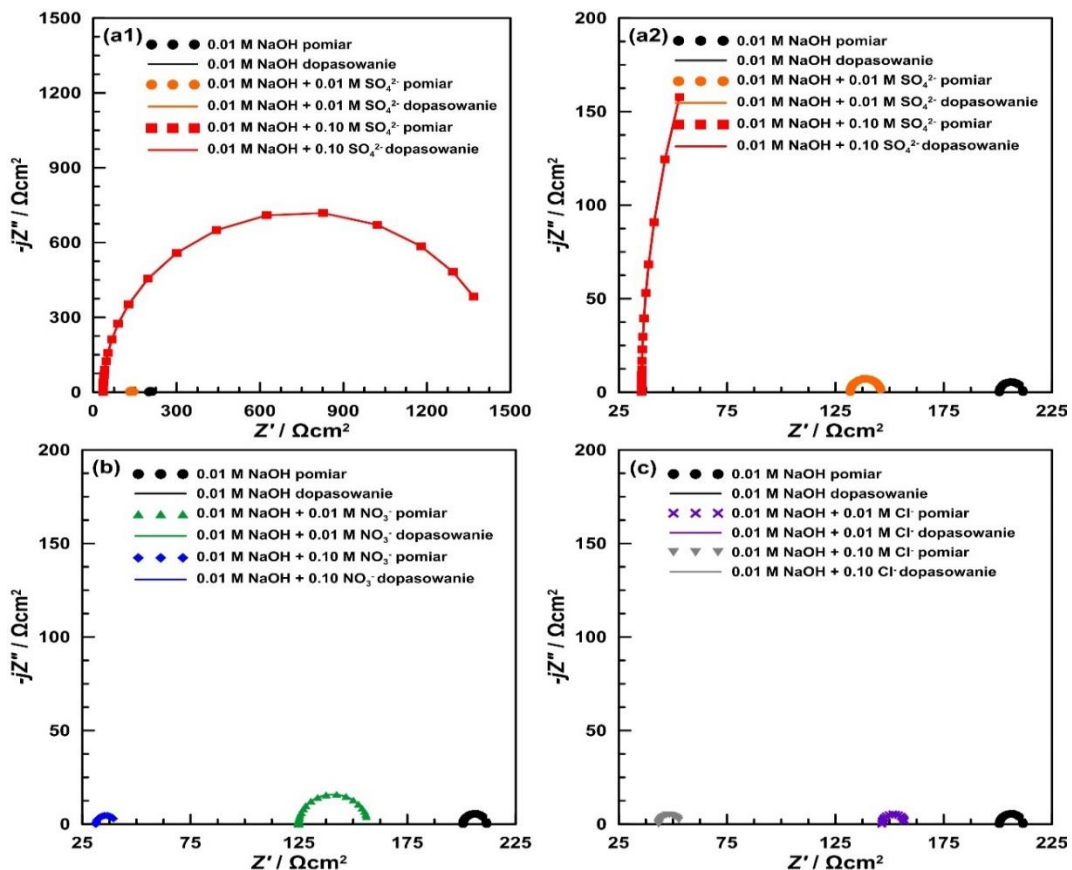 (a1)
0.01 M NaOH pomiar
0.01 M NaOH dopasowanie
0.01 M NaOH + 0.01 M SO₄²⁻ pomiar
0.01 M NaOH + 0.01 M SO₄²⁻ dopasowanie
0.01 M NaOH + 0.10 M SO₄²⁻ pomiar
0.01 M NaOH + 0.10 SO₄²⁻ dopasowanie
1500
1200
900
600
300
0
-jZ" / Ωcm²
0 300 600 900 1200 1500
Z' / Ωcm²
(a2)
0.01 M NaOH pomiar
0.01 M NaOH dopasowanie
0.01 M NaOH + 0.01 M SO₄²⁻ pomiar
0.01 M NaOH + 0.01 M SO₄²⁻ dopasowanie
0.01 M NaOH + 0.10 M SO₄²⁻ pomiar
0.01 M NaOH + 0.10 SO₄²⁻ dopasowanie
200
150
100
50
0
-jZ" / Ωcm²
25 75 125 175 225
Z' / Ωcm²
(b)
0.01 M NaOH pomiar
0.01 M NaOH dopasowanie
0.01 M NaOH + 0.01 M NO₃⁻ pomiar
0.01 M NaOH + 0.01 M NO₃⁻ dopasowanie
0.01 M NaOH + 0.10 M NO₃⁻ pomiar
0.01 M NaOH + 0.10 NO₃⁻ dopasowanie
200
150
100
50
0
-jZ" / Ωcm²
25 75 125 175 225
Z' / Ωcm²
(c)
0.01 M NaOH pomiar
0.01 M NaOH dopasowanie
0.01 M NaOH + 0.01 M Cl⁻ pomiar
0.01 M NaOH + 0.01 M Cl⁻ dopasowanie
0.01 M NaOH + 0.10 M Cl⁻ pomiar
0.01 M NaOH + 0.10 Cl⁻ dopasowanie
200
150
100
50
0
-jZ" / Ωcm²
25 75 125 175 225
Z' / Ωcm²